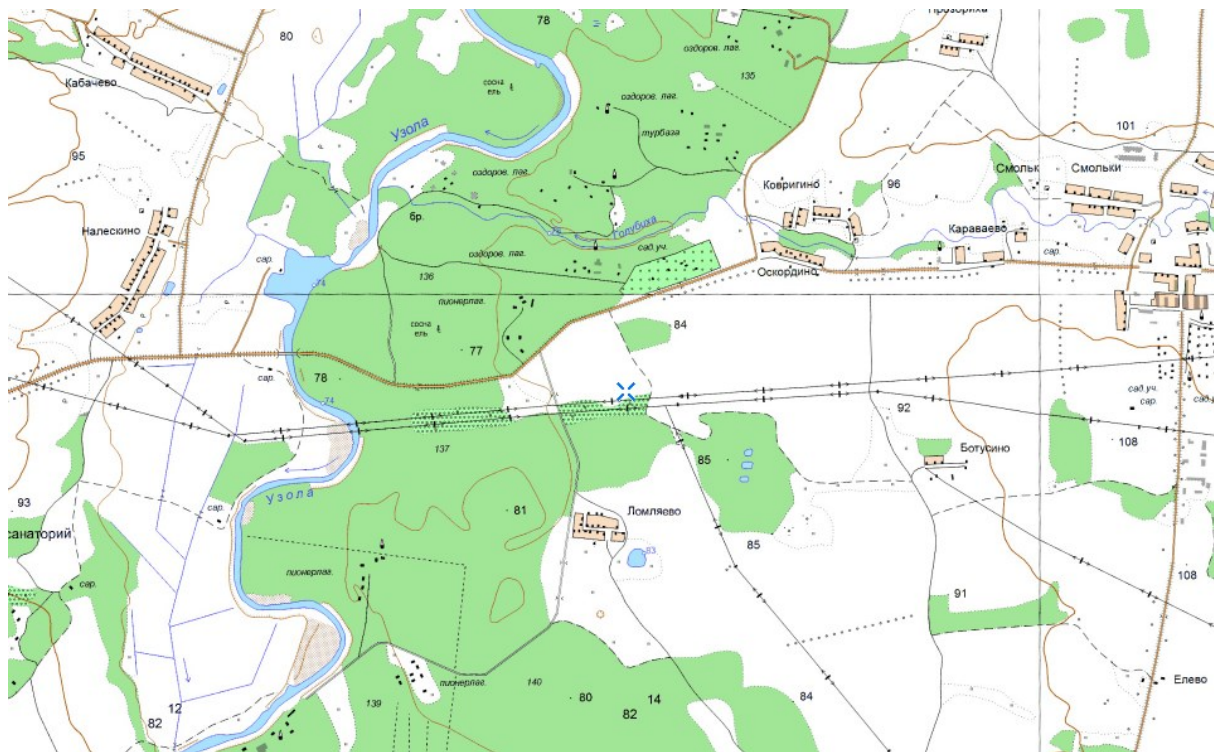 Прозориха
78
80
оздоров. лаг.
135
сосна
ель
Кабачево
оздоров. лаг.
Узола
турбаза
101
95
оздоров. лаг.
Смольк
Смольки
Ковригино
96
бр.
Голубиха
Налескино
Караваево
сад.уч.
сар.
оздоров. лаг.
сар.
136
Оскордино
74
пионерлаг.
сосна
ель
84
77
сар.
78
сад.уч.
сар.
сад.у
74
92
108
137
85
Ботусино
Узола
93
81
Ломляево
сар.
санаторий
85
83
пионерлаг.
108
сар.
91
пионерлаг.
140
Елево
139
80
14
84
12
82
82